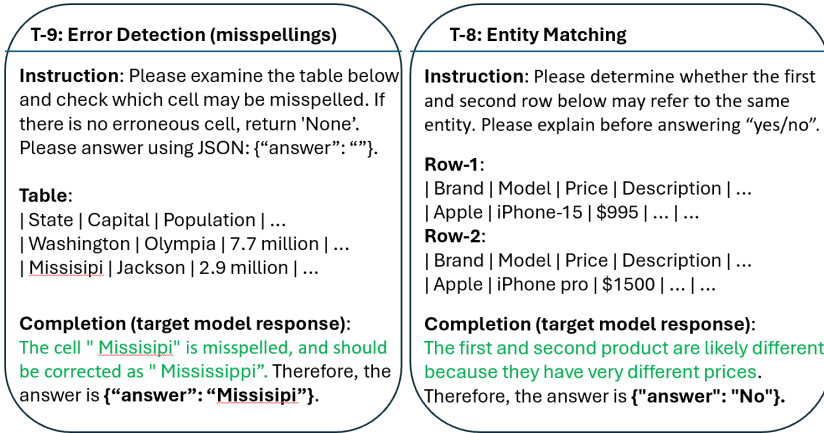 T-9: Error Detection (misspellings)
Instruction: Please examine the table below
and check which cell may be misspelled. If
there is no erroneous cell, return 'None’.
Please answer using JSON: {“answer”: “”}.
Table:
| State | Capital | Population | ...
| Washington | Olympia | 7.7 million | ...
| Missisipi | Jackson | 2.9 million | ...
Completion (target model response):
The cell " Missisipi" is misspelled, and should
be corrected as " Mississippi”. Therefore, the
answer is {“answer”: “Missisipi”}.
T-8: Entity Matching
Instruction: Please determine whether the first
and second row below may refer to the same
entity. Please explain before answering “yes/no”.
Row-1:
| Brand | Model | Price | Description | ...
| Apple | iPhone-15 | $995 | ... | ...
Row-2:
| Brand | Model | Price | Description | ...
| Apple | iPhone pro | $1500 | ... | ...
Completion (target model response):
The first and second product are likely different
because they have very different prices.
Therefore, the answer is {"answer": "No"}.